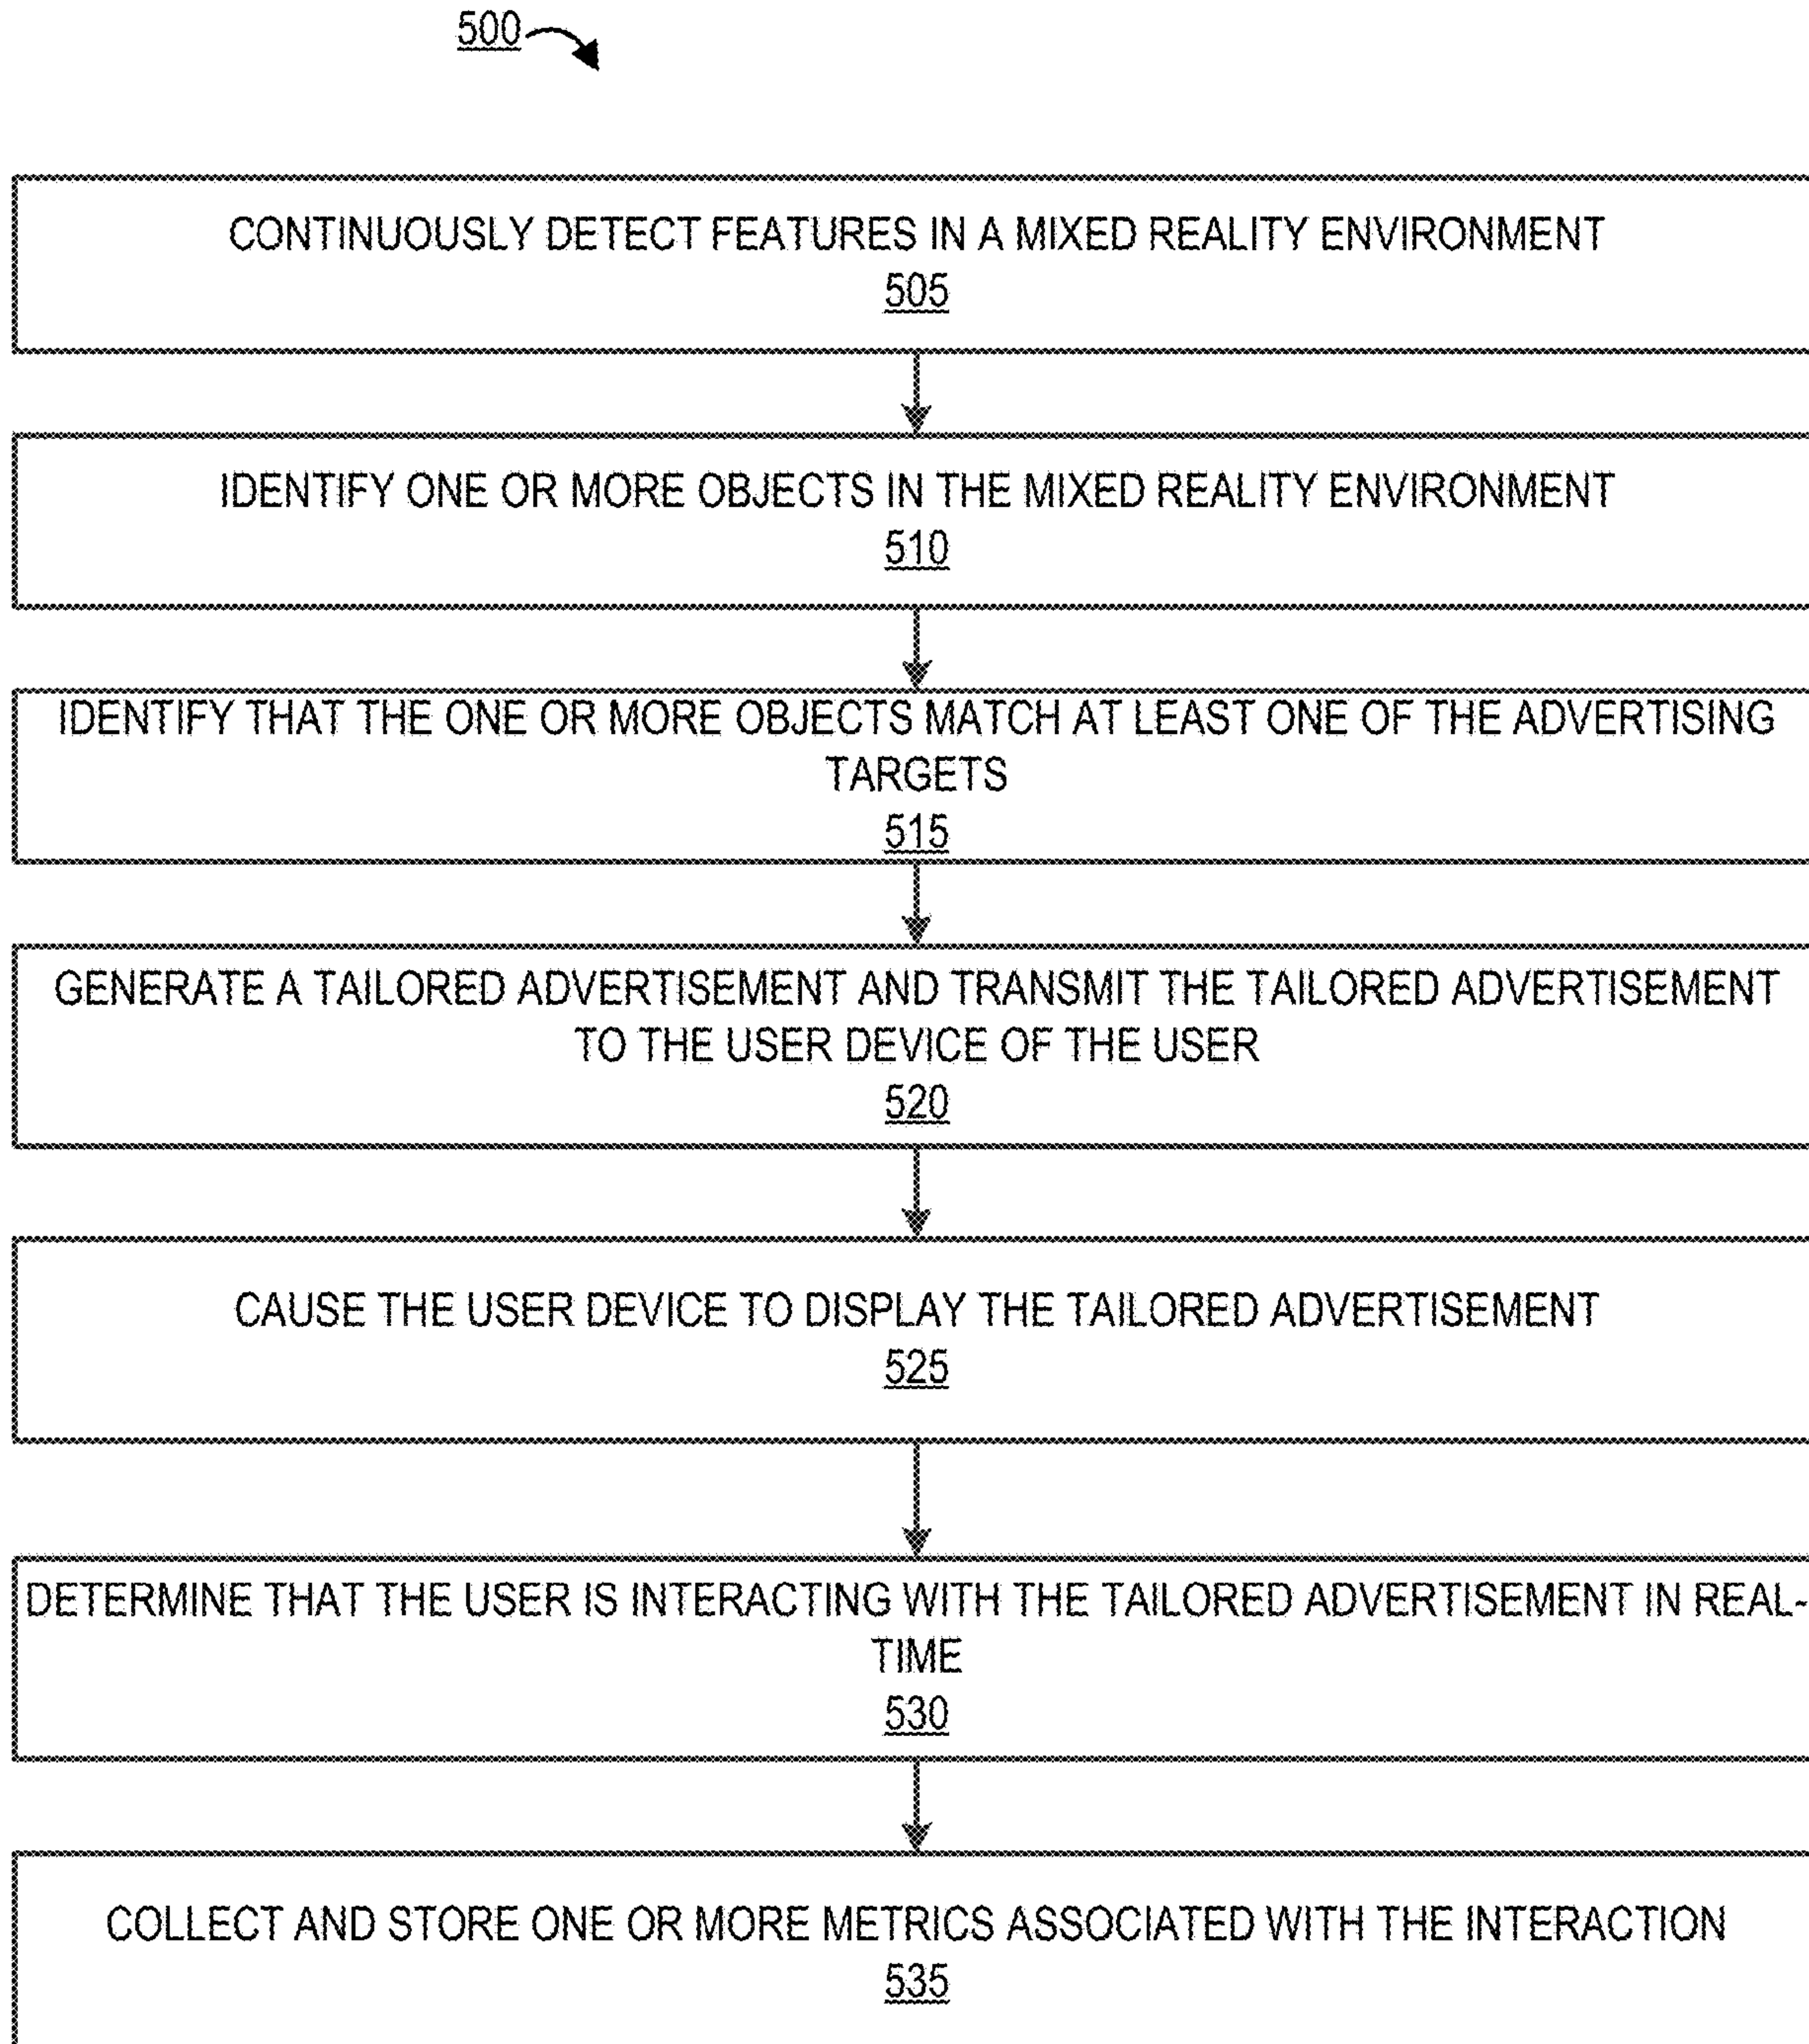 500
CONTINUOUSLY DETECT FEATURES IN A MIXED REALITY ENVIRONMENT
505
IDENTIFY ONE OR MORE OBJECTS IN THE MIXED REALITY ENVIRONMENT
510
IDENTIFY THAT THE ONE OR MORE OBJECTS MATCH AT LEAST ONE OF THE ADVERTISING
TARGETS
515
GENERATE A TAILORED ADVERTISEMENT AND TRANSMIT THE TAILORED ADVERTISEMENT
TO THE USER DEVICE OF THE USER
520
CAUSE THE USER DEVICE TO DISPLAY THE TAILORED ADVERTISEMENT
525
DETERMINE THAT THE USER IS INTERACTING WITH THE TAILORED ADVERTISEMENT IN REAL-
TIME
530
COLLECT AND STORE ONE OR MORE METRICS ASSOCIATED WITH THE INTERACTION
535